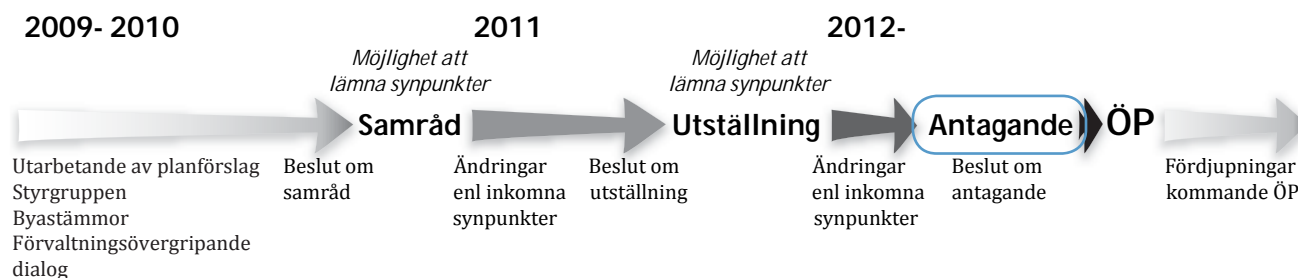 2009- 2010
2011
2012-
Möjlighet att
lämna synpunkter
Möjlighet att
lämna synpunkter
Samråd
Utställning
Antagande
ÖP
Utarbetande av planförslag
Styrgruppen
Byastämmor
Förvaltningsövergripande
dialog
Beslut om
samråd
Ändringar
enl inkomna
synpunkter
Beslut om
utställning
Ändringar
enl inkomna
synpunkter
Beslut om
antagande
Fördjupningar
kommande ÖP